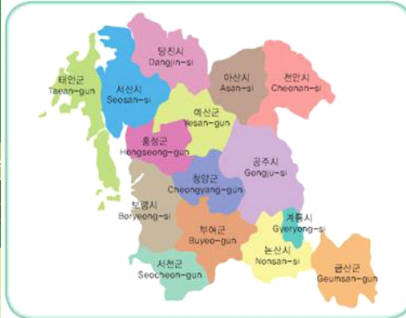 당진시
Dangjin-si
태안군
Taean-gun
서산시
Seosan-si
아산시
Asan-si
천안시
Cheonan-si
예산군
Yesan-gun
홍성군
Hongseong-gun
공주시
Gongju-si
청양군
Cheongyang-gun
보령시
Boryeong-si
계룡시
Gyeryong-si
부여군
Buyeo-gun
논산시
Nonsan-si
서천군
Seocheon-gun
금산군
Geumsan-gun